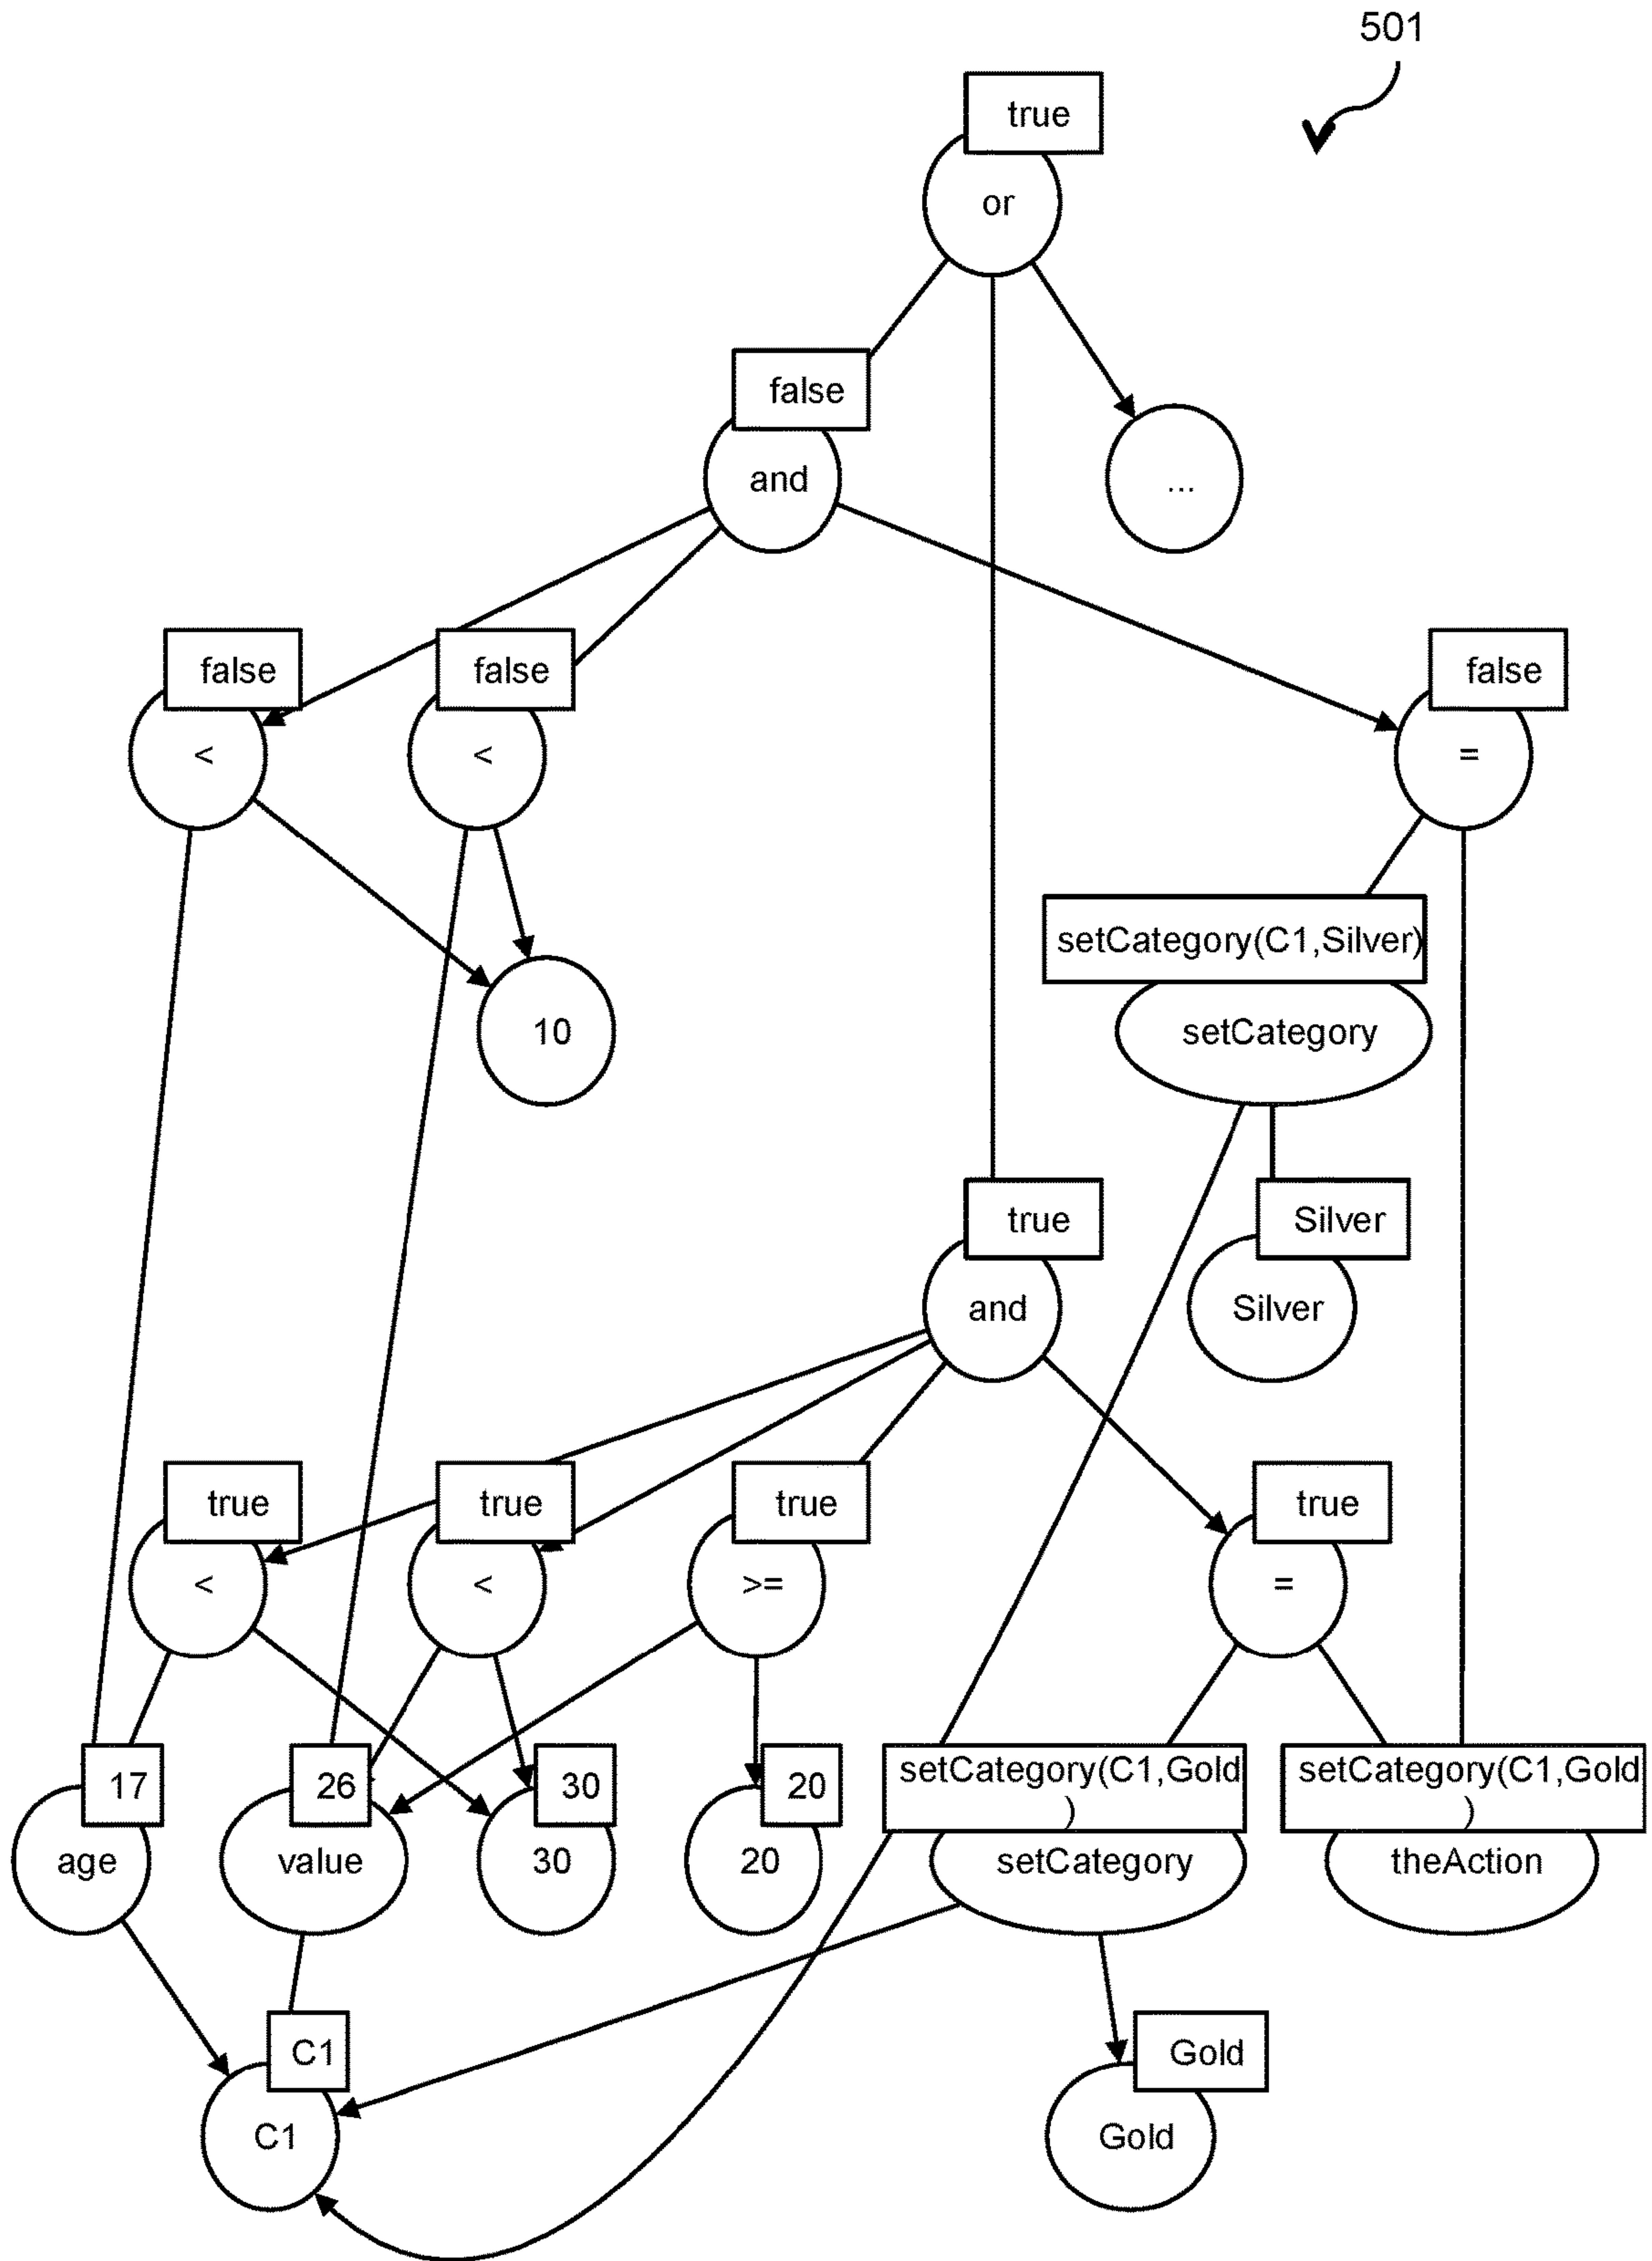 501
true
or
false
and
...
false
false
false
<
<
=
setCategory(C1,Silver)
10
setCategory
true
Silver
and
Silver
true
true
true
true
<
<
>=
=
17
26
30
20
setCategory(C1,Gold
)
setCategory(C1,Gold
)
age
value
30
20
setCategory
theAction
C1
Gold
C1
Gold